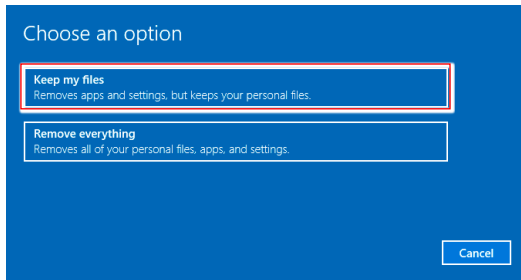 Choose an option
Keep my files
Removes apps and settings, but keeps your personal files.
Remove everything
Removes all of your personal files, apps, and settings.
Cancel